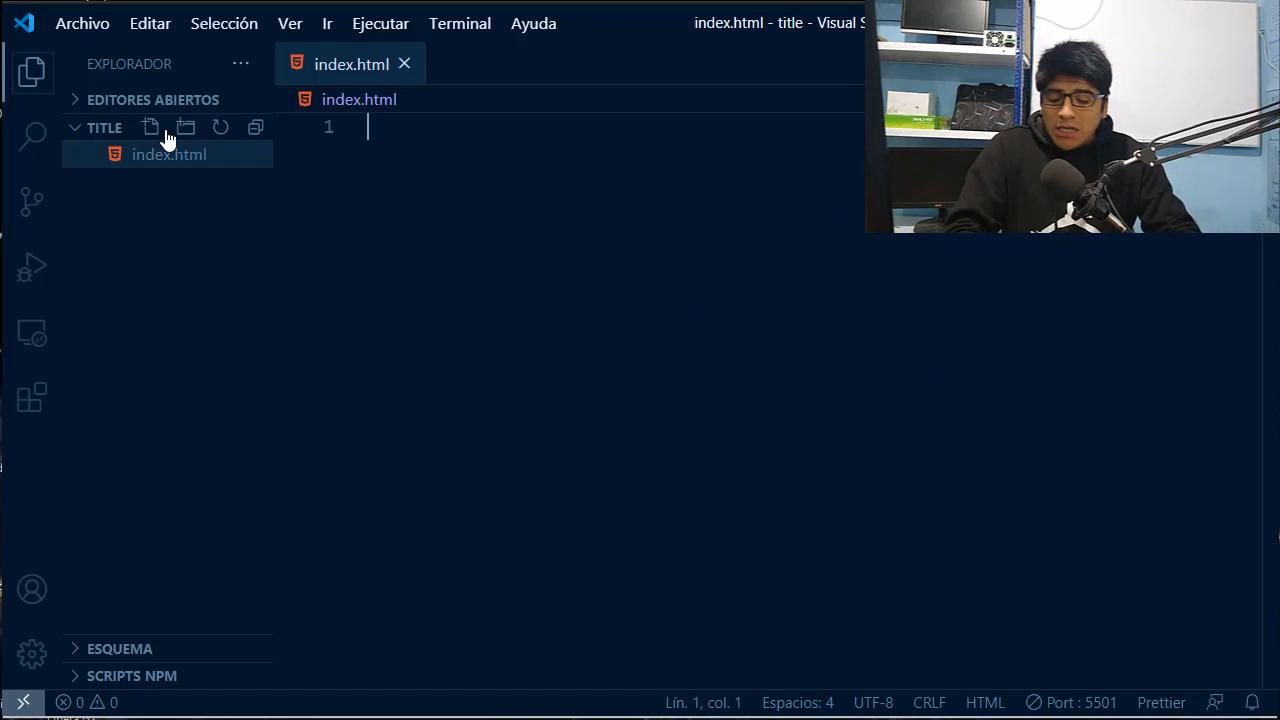 Archivo Editar Selección Ver Ir Ejecutar Terminal Ayuda index.html - title - Visual S
EXPLORADOR
index.html
EDITORES ABIERTOS
index.html
TITLE
1
index.html
ESQUEMA
SCRIPTS NPM
0 0 Lín. 1, col. 1 Espacios: 4 UTF-8 CRLF HTML Port : 5501 Prettier